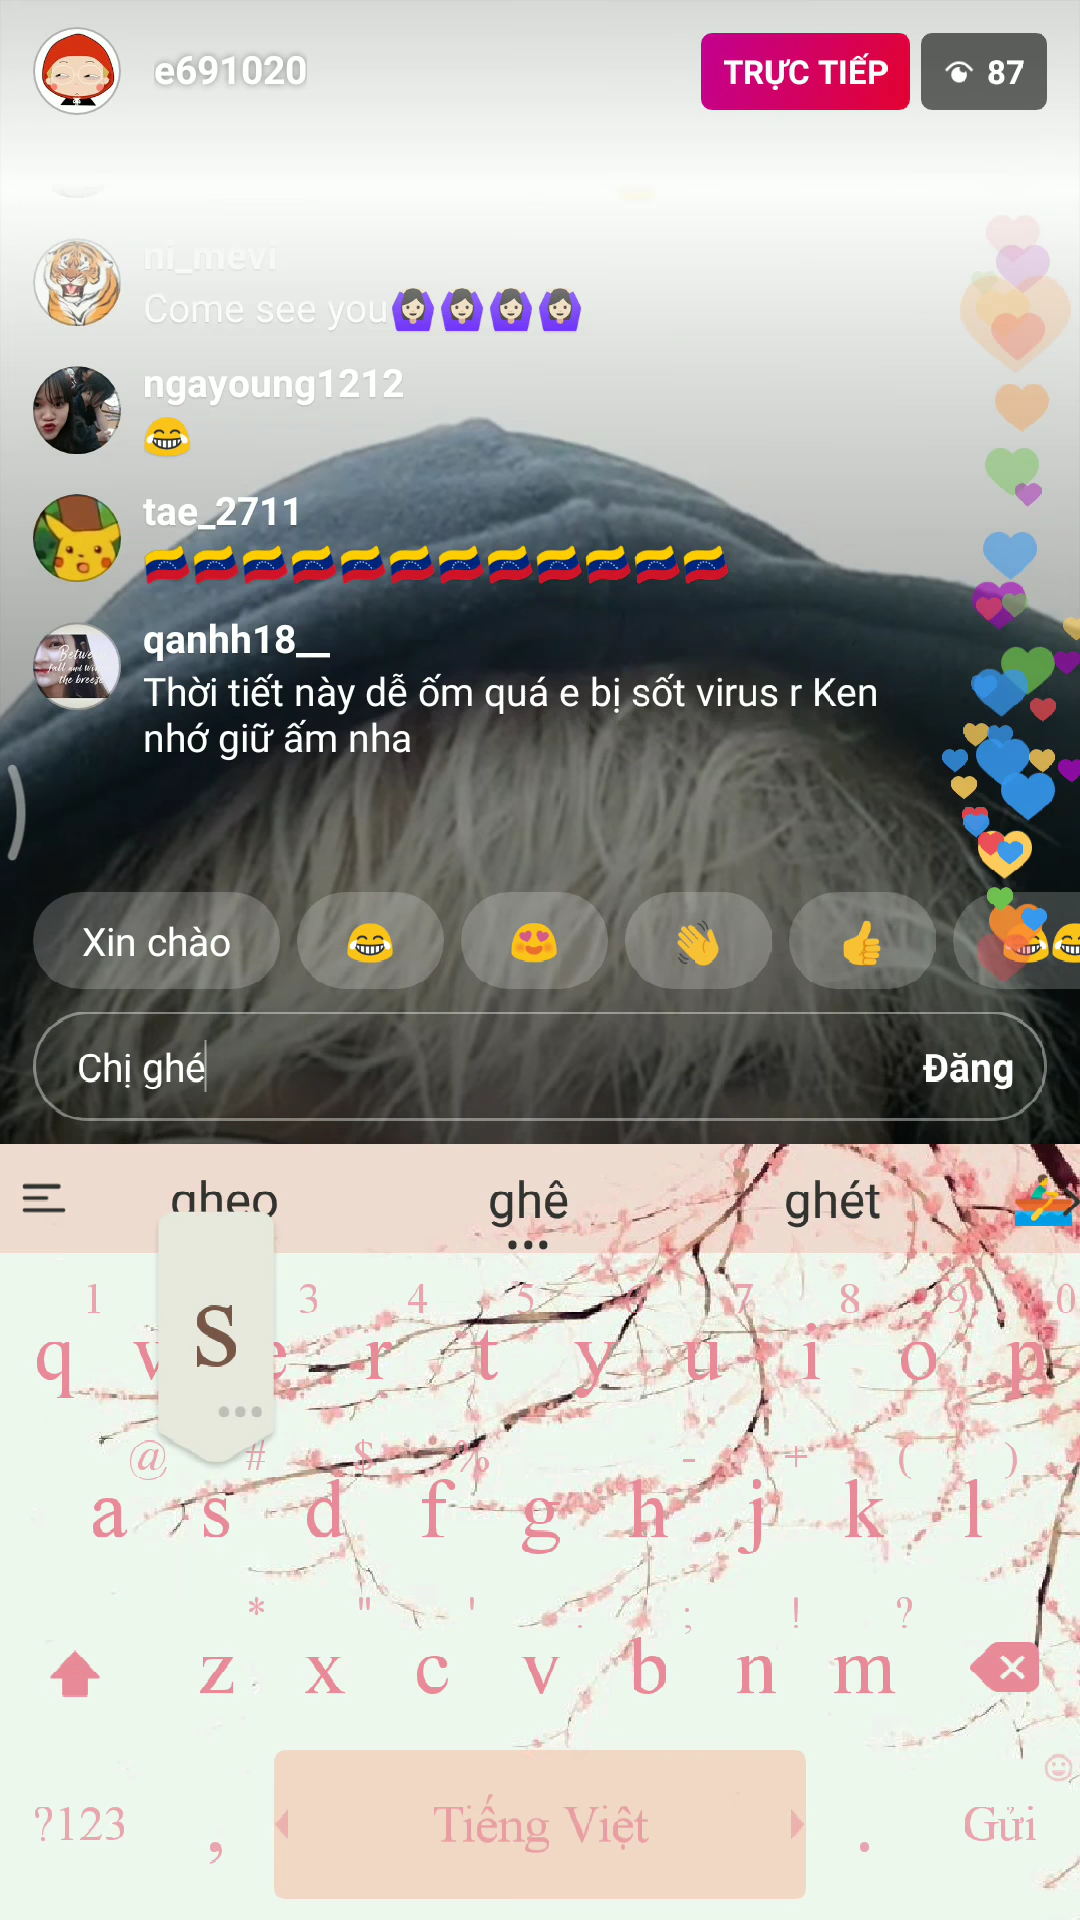 e691020
TRỰC TIẾP
87
ni_mevi
Come see you🙆🏻‍♀️🙆🏻‍♀️🙆🏻‍♀️🙆🏻‍♀️
ngayoung1212
😂
tae_2711
🇻🇪🇻🇪🇻🇪🇻🇪🇻🇪🇻🇪🇻🇪🇻🇪🇻🇪🇻🇪🇻🇪🇻🇪
qanhh18__
Thời tiết này dễ ốm quá e bị sốt virus r Ken
nhớ giữ ấm nha
Xin chào 😂 😍 👋 👍 😂😂
Chị ghé
Đăng
gheo ghê ghét
1 3 4 5 7 8 9 0
S
q w e r t y u i o p
@ # $ % - + ( )
a s d f g h j k l
* " ' : ; ! ?
z x c v b n m
?123 , Tiếng Việt . Gửi